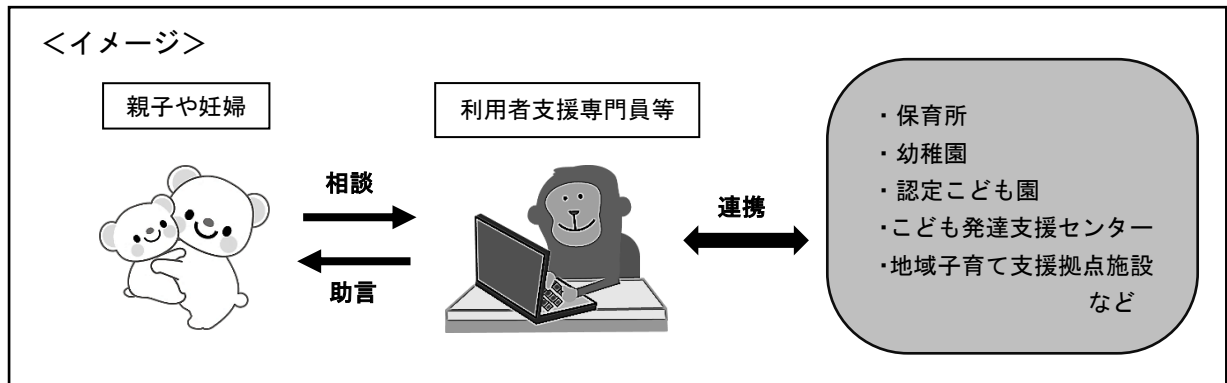 ＜イメージ＞
親子や妊婦
利用者支援専門員等
相談
助言
連携
・保育所
・幼稚園
・認定こども園
・こども発達支援センター
・地域子育て支援拠点施設
など